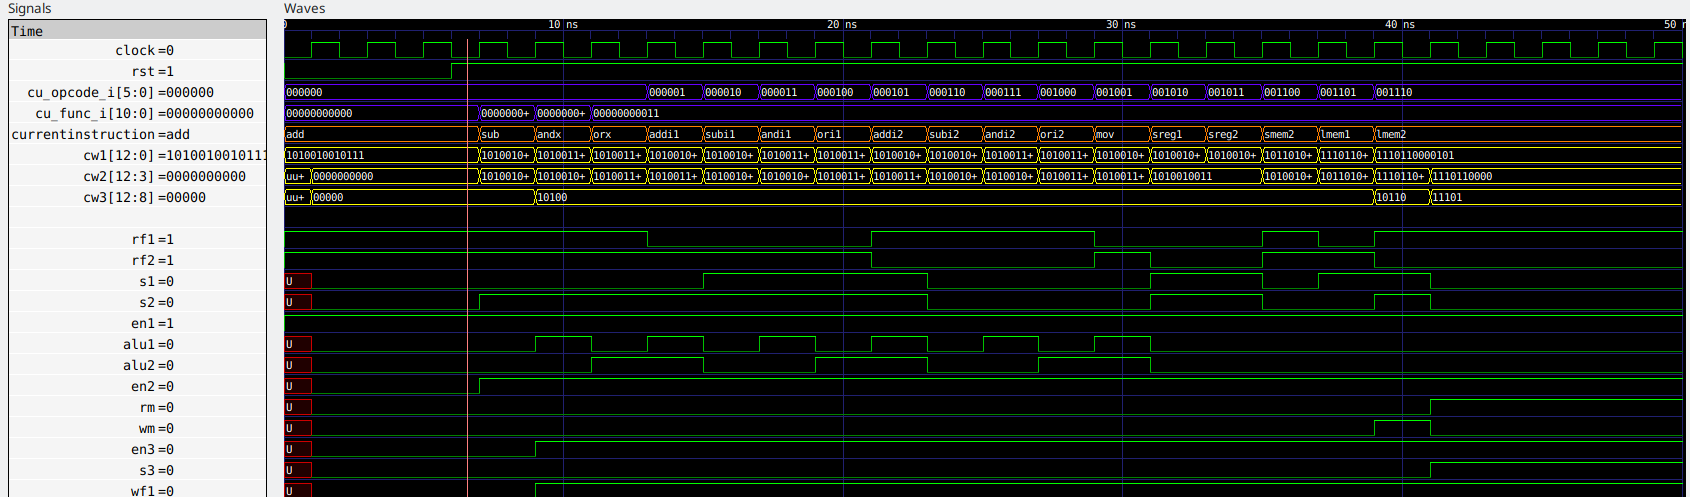 Signals Waves
Time 0 10 ns 20 ns 30 ns 40 ns 50 n
clock=0
rst=1
cu_opcode_i[5:0]=000000 000000 000001 000010 000011 000100 000101 000110 000111 001000 001001 001010 001011 001100 001101 001110
cu_func_i[10:0]=00000000000 00000000000 0000000+ 0000000+ 00000000011
currentinstruction=add add sub andx orx addi1 subi1 andi1 ori1 addi2 subi2 andi2 ori2 mov sreg1 sreg2 smem2 lmem1 lmem2
cw1[12:0]=1010010010111 1010010010111 1010010+ 1010011+ 1010011+ 1010010+ 1010010+ 1010011+ 1010011+ 1010010+ 1010010+ 1010011+ 1010011+ 1010010+ 1010010+ 1010010+ 1011010+ 1110110+ 1110110000101
cw2[12:3]=0000000000 uu+ 0000000000 1010010+ 1010010+ 1010011+ 1010011+ 1010010+ 1010010+ 1010011+ 1010011+ 1010010+ 1010010+ 1010011+ 1010011+ 1010010011 1010010+ 1011010+ 1110110+ 1110110000
cw3[12:8]=00000 uu+ 00000 10100 10110 11101
rf1=1
rf2=1
s1=0 U
s2=0 U
en1=1
alu1=0 U
alu2=0 U
en2=0 U
rm=0 U
wm=0 U
en3=0 U
s3=0 U
wf1=0 U